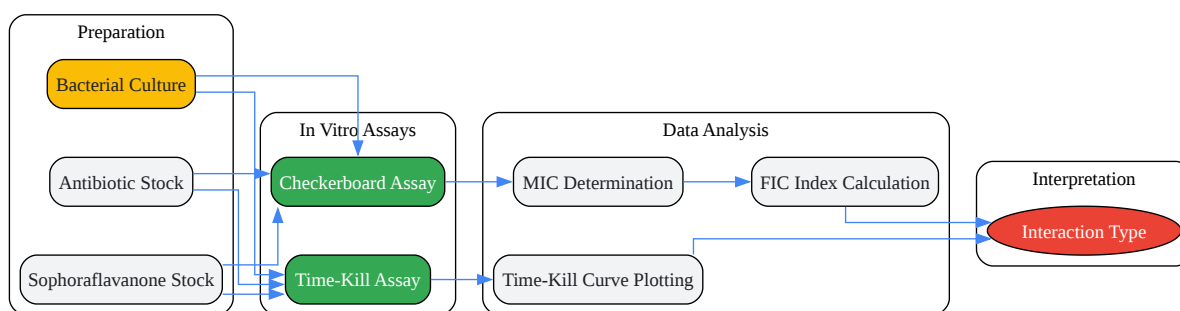 Preparation
Bacterial Culture
Antibiotic Stock
Sophoraflavanone Stock
In Vitro Assays
Checkerboard Assay
Time-Kill Assay
Data Analysis
MIC Determination
FIC Index Calculation
Time-Kill Curve Plotting
Interpretation
Interaction Type